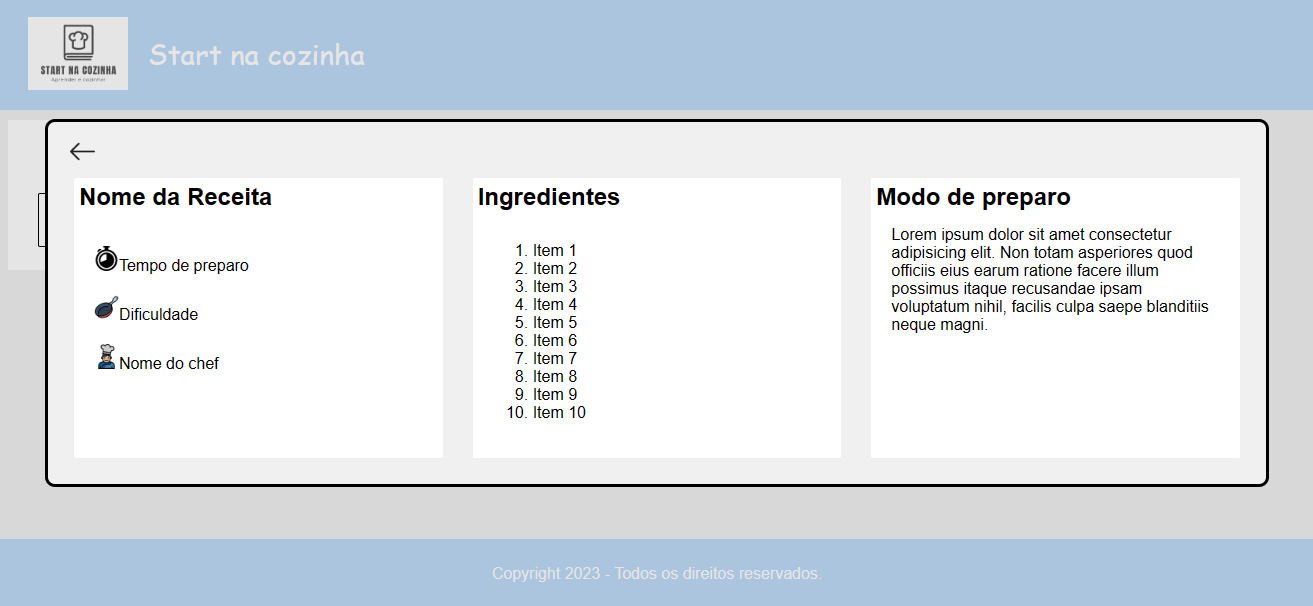 START NA COZINHA
Aprender e cozinhar
Start na cozinha
Nome da Receita
Tempo de preparo
Dificuldade
Nome do chef
Ingredientes
1. Item 1
2. Item 2
3. Item 3
4. Item 4
5. Item 5
6. Item 6
7. Item 7
8. Item 8
9. Item 9
10. Item 10
Modo de preparo
Lorem ipsum dolor sit amet consectetur
adipisicing elit. Non totam asperiores quod
officiis eius earum ratione facere illum
possimus itaque recusandae ipsam
voluptatum nihil, facilis culpa saepe blanditiis
neque magni.
Copyright 2023 - Todos os direitos reservados.